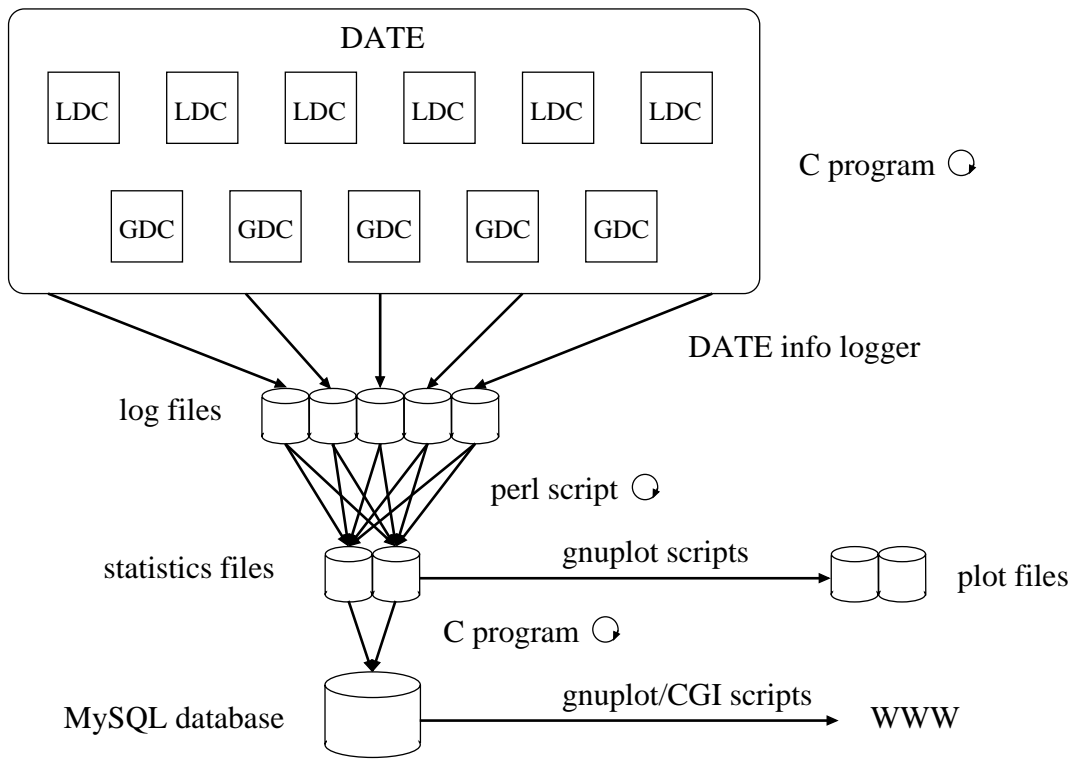 DATE
LDC LDC LDC LDC LDC LDC
C program
GDC GDC GDC GDC GDC
DATE info logger
log files
perl script
statistics files
gnuplot scripts
plot files
C program
MySQL database
gnuplot/CGI scripts
WWW